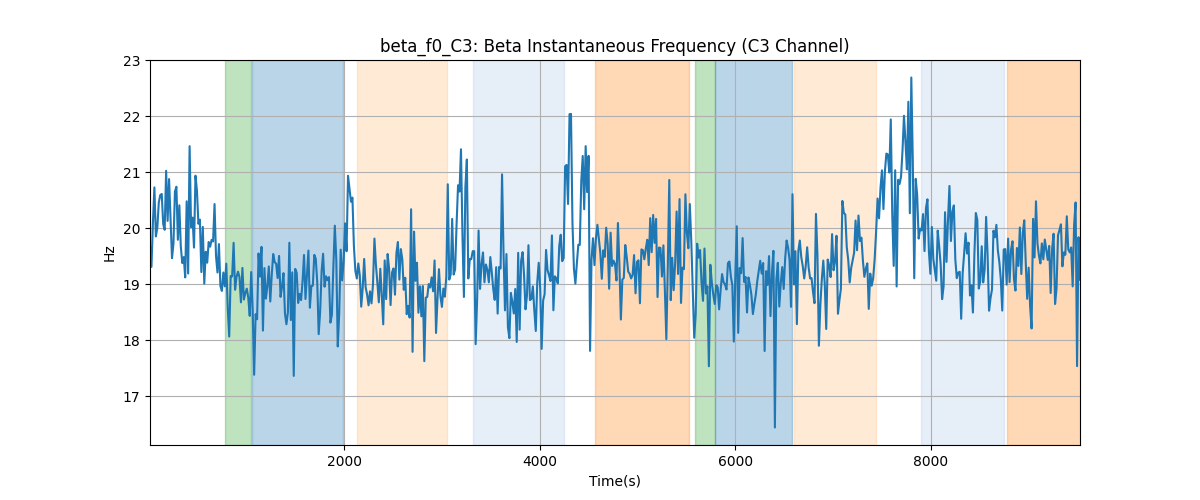 beta_f0_C3: Beta Instantaneous Frequency (C3 Channel)
23
22
21
20
19
18
17
Hz
2000 4000 6000 8000
Time(s)